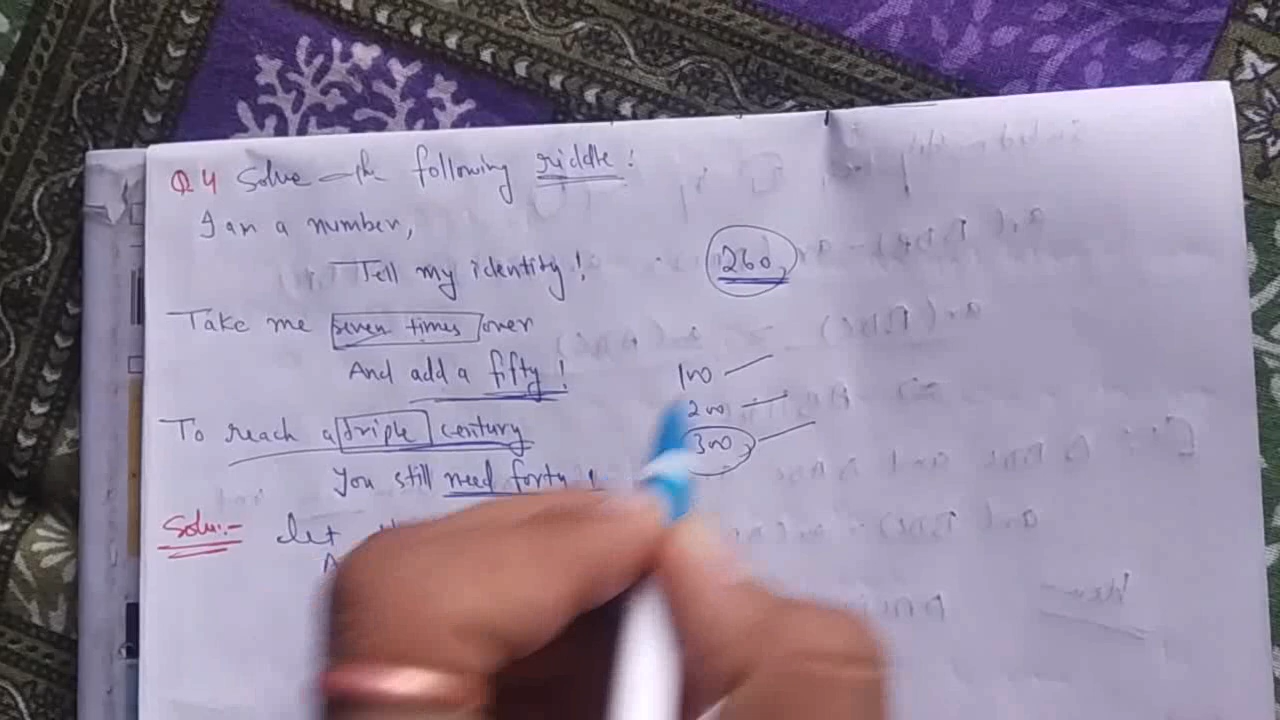 Q4 Solve the following riddle!
I am a number,
Tell my identity!
260
Take me seven times over
And add a fifty!
100
200
To reach a triple century
300
You still need forty!
Soln:- let